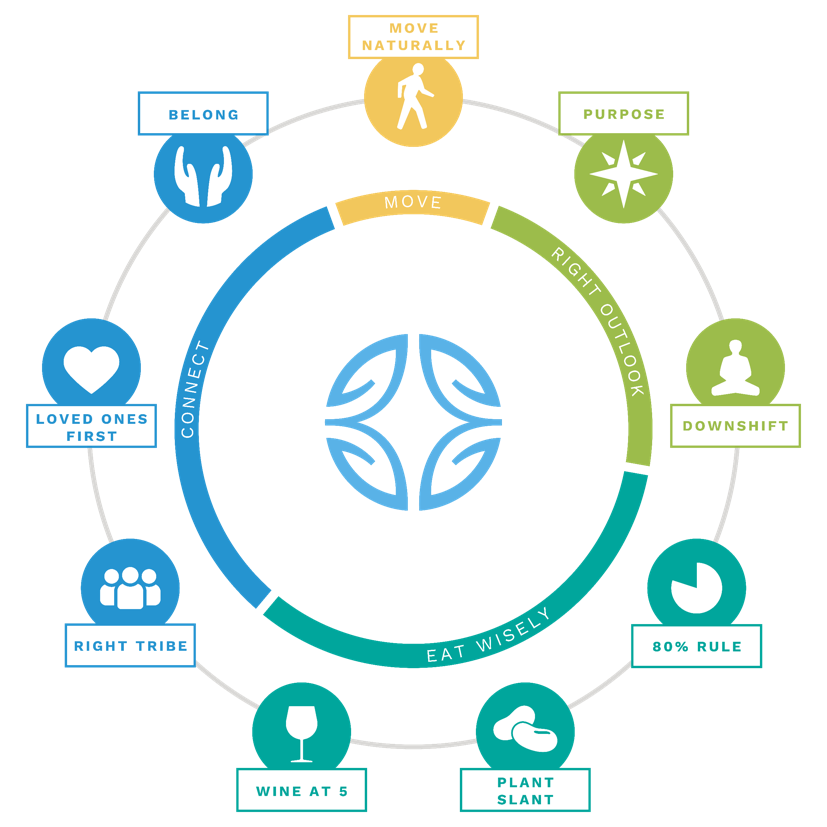 MOVE
NATURALLY
BELONG
PURPOSE
MOVE
RIGHT OUTLOOK
CONNECT
LOVED ONES
FIRST
DOWNSHIFT
EAT WISELY
RIGHT TRIBE
80% RULE
WINE AT 5
PLANT
SLANT